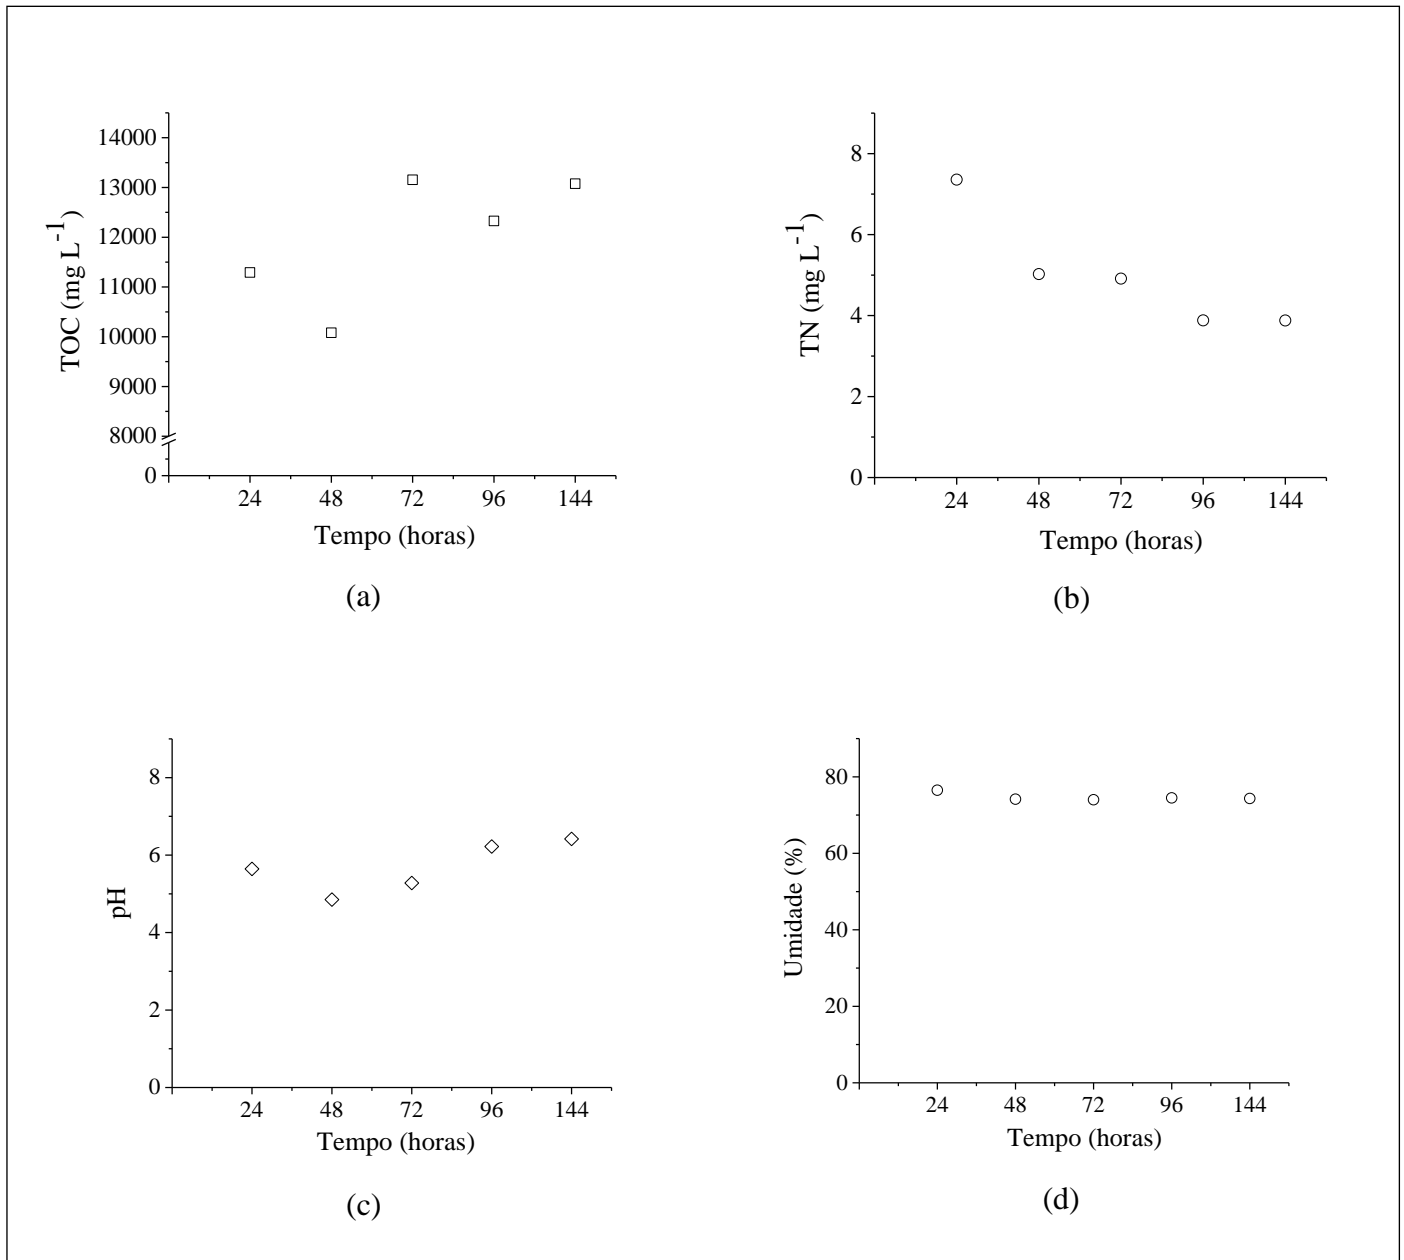 14000
13000
12000
11000
10000
9000
8000
0
TOC (mg L-1)
24 48 72 96 144
Tempo (horas)
(a)
8
6
4
2
0
TN (mg L-1)
24 48 72 96 144
Tempo (horas)
(b)
8
6
4
2
0
pH
24 48 72 96 144
Tempo (horas)
(c)
80
60
40
20
0
Umidade (%)
24 48 72 96 144
Tempo (horas)
(d)